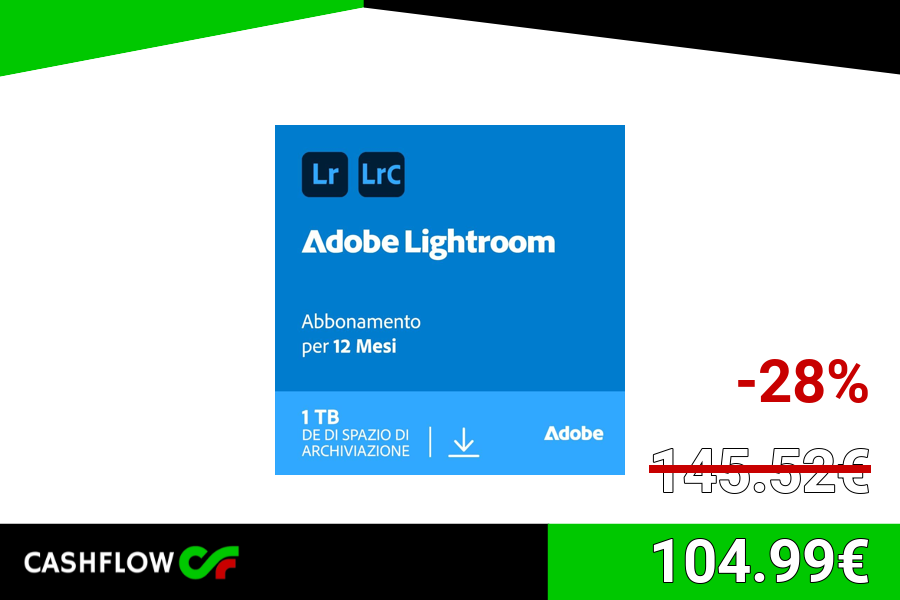 Lr LrC
Adobe Lightroom
Abbonamento
per 12 Mesi
1 TB
DE DI SPAZIO DI
ARCHIVIAZIONE
Adobe
-28%
145.52€
CASHFLOW
104.99€